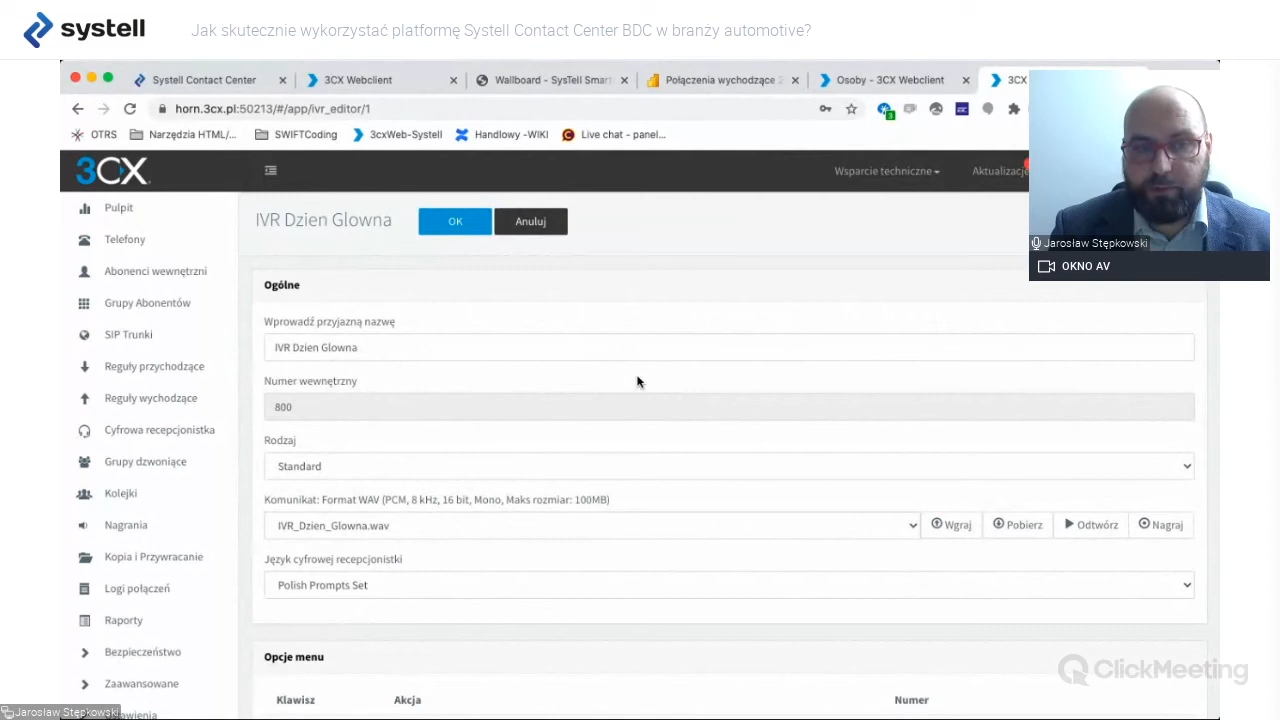 systell
Jak skutecznie wykorzystać platformę Systell Contact Center BDC w branży automotive?
Systell Contact Center
3CX Webclient
Wallboard - SysTell Smar
Połączenia wychodzące
Osoby - 3CX Webclient
3CX
horn.3cx.pl:50213/#/app/ivr_editor/1
OTRS
Narzędzia HTML/...
SWIFTCoding
3cxWeb-Systell
Handlowy -WIKI
Live chat - panel...
3CX
Wsparcie techniczne
Aktualizacje
Jarosław Stępkowski
OKNO AV
Pulpit
Telefony
Abonenci wewnętrzni
Grupy Abonentów
SIP Trunki
Reguły przychodzące
Reguły wychodzące
Cyfrowa recepcjonistka
Grupy dzwoniące
Kolejki
Nagrania
Kopia i Przywracanie
Logi połączeń
Raporty
Bezpieczeństwo
Zaawansowane
IVR Dzien Glowna
OK
Anuluj
Ogólne
Wprowadź przyjazną nazwę
IVR Dzien Glowna
Numer wewnętrzny
800
Rodzaj
Standard
Komunikat: Format WAV (PCM, 8 kHz, 16 bit, Mono, Maks rozmiar: 100MB)
IVR_Dzien_Glowna.wav
Wgraj
Pobierz
Odtwórz
Nagraj
Język cyfrowej recepcjonistki
Polish Prompts Set
Opcje menu
Klawisz
Akcja
Numer
ClickMeeting
Jarosław Stępkowski